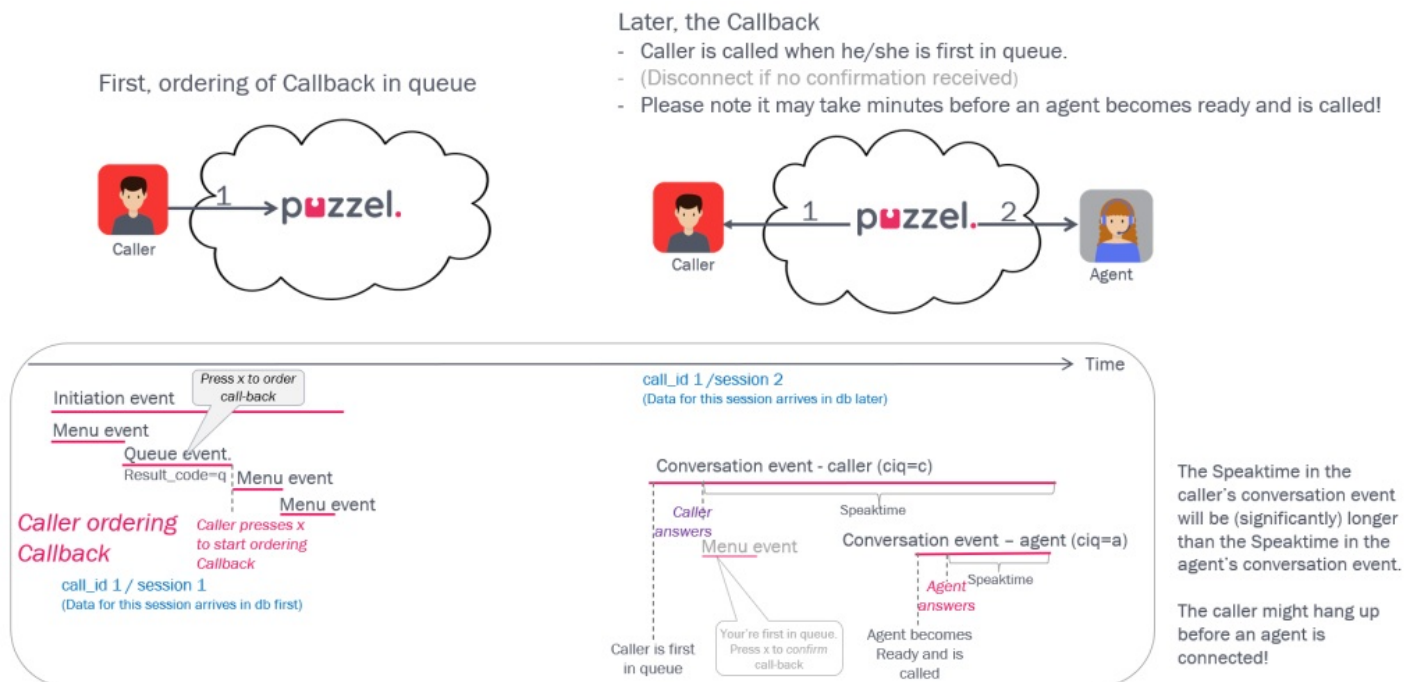 First, ordering of Callback in queue
1
puzzel.
Caller
Later, the Callback
- Caller is called when he/she is first in queue.
- (Disconnect if no confirmation received)
- Please note it may take minutes before an agent becomes ready and is called!
1
puzzel.
2
Caller
Agent
Time
Press x to order
call-back
Initiation event
Menu event
Queue event.
Result_code=q
Menu event
Menu event
Caller ordering
Callback
Caller presses x
to start ordering
Callback
call_id 1 / session 1
(Data for this session arrives in db first)
call_id 1 /session 2
(Data for this session arrives in db later)
Conversation event - caller (ciq=c)
Speaktime
Caller
answers
Menu event
Conversation event – agent (ciq=a)
Speaktime
Agent
answers
Caller is first
in queue
Your're first in queue.
Press x to confirm
call-back
Agent becomes
Ready and is
called
The Speaktime in the
caller's conversation event
will be (significantly) longer
than the Speaktime in the
agent's conversation event.
The caller might hang up
before an agent is
connected!